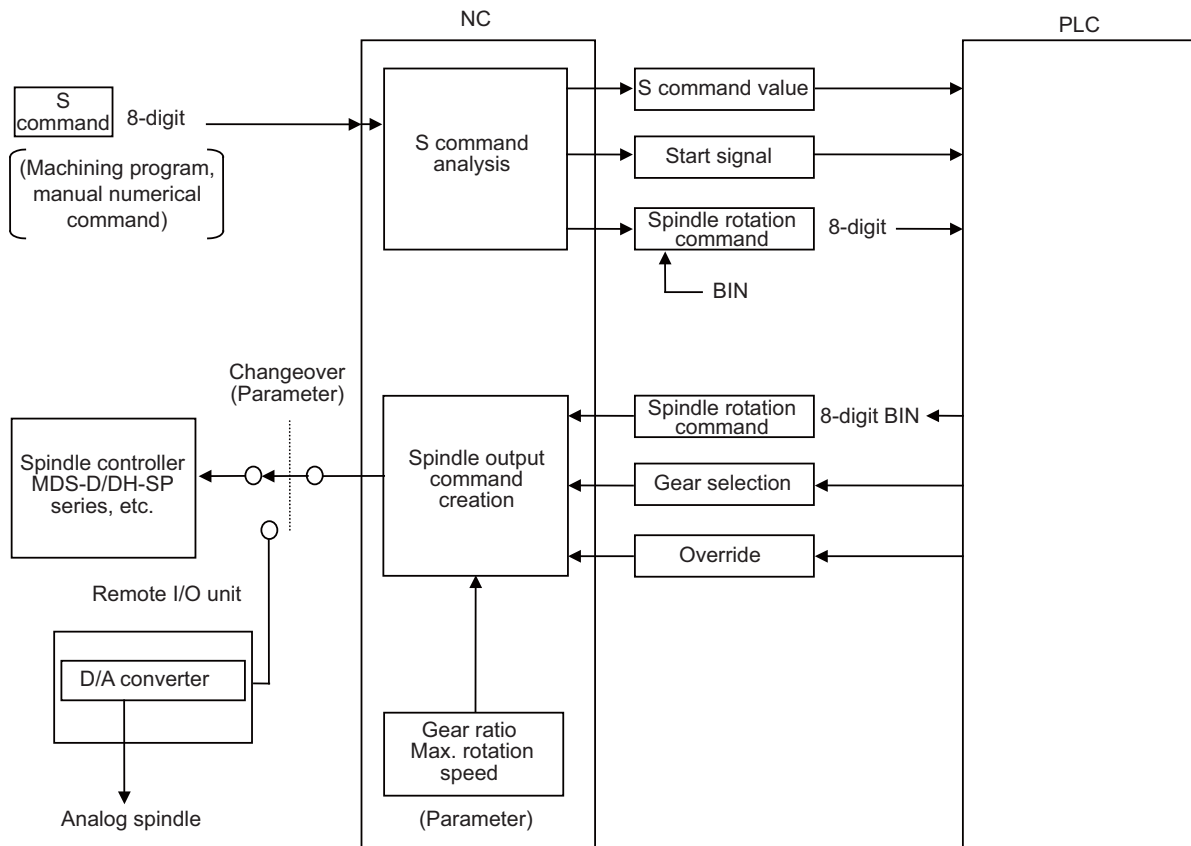 NC
PLC
S
command
8-digit
(Machining program,
manual numerical
command)
S command
analysis
S command value
Start signal
Spindle rotation
command
8-digit
BIN
Changeover
(Parameter)
Spindle controller
MDS-D/DH-SP
series, etc.
Spindle output
command
creation
Spindle rotation
command
8-digit BIN
Gear selection
Override
Remote I/O unit
D/A converter
Analog spindle
Gear ratio
Max. rotation
speed
(Parameter)